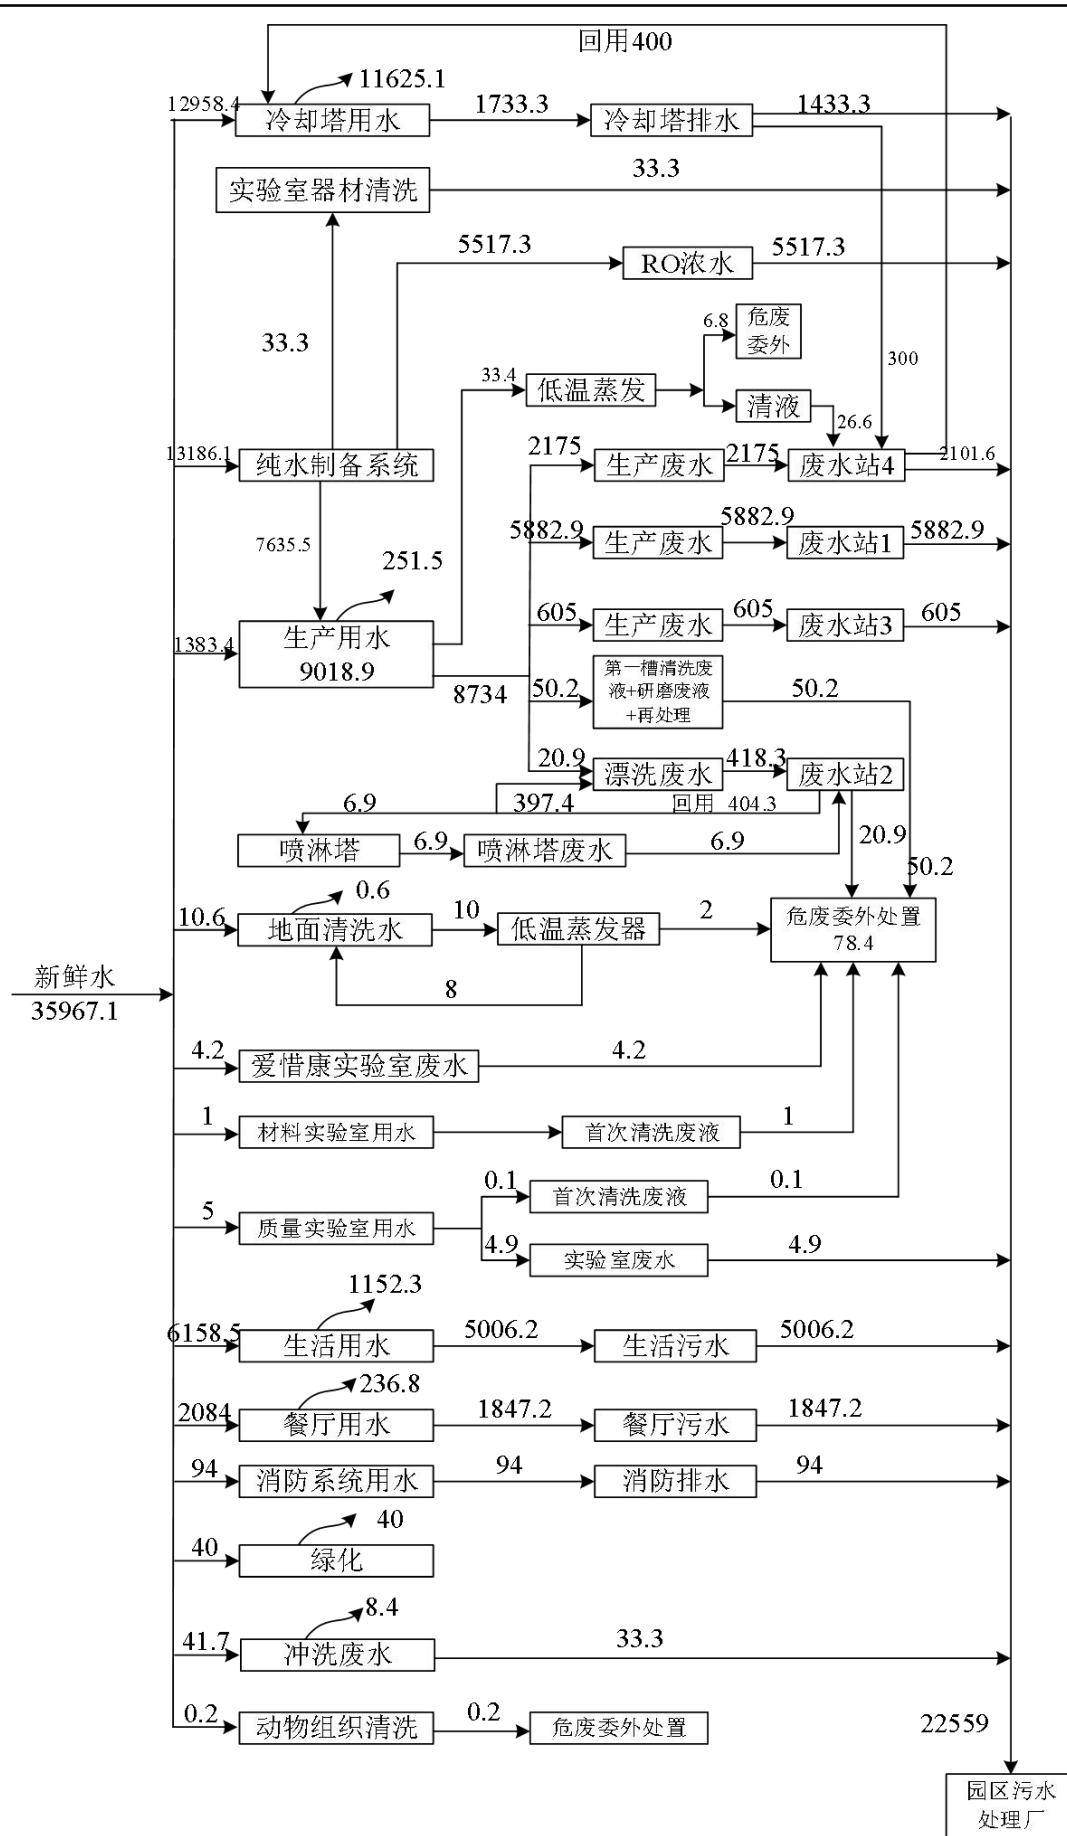 回用400
11625.1
12958.4
冷却塔用水
1733.3
冷却塔排水
1433.3
实验室器材清洗
33.3
5517.3
RO浓水
5517.3
33.3
6.8
危废
委外
300
33.4
低温蒸发
清液
26.6
13186.1
纯水制备系统
2175
生产废水
2175
废水站4
2101.6
7635.5
5882.9
生产废水
5882.9
废水站1
5882.9
251.5
1383.4
生产用水
9018.9
605
生产废水
605
废水站3
605
8734
50.2
第一槽清洗废
液+研磨废液
+再处理
50.2
20.9
漂洗废水
418.3
废水站2
6.9
397.4
回用 404.3
喷淋塔
6.9
喷淋塔废水
6.9
20.9
50.2
0.6
10.6
地面清洗水
10
低温蒸发器
2
危废委外处置
78.4
8
新鲜水
35967.1
4.2
爱惜康实验室废水
4.2
1
材料实验室用水
首次清洗废液
1
5
质量实验室用水
0.1
首次清洗废液
0.1
4.9
实验室废水
4.9
1152.3
6158.5
生活用水
5006.2
生活污水
5006.2
236.8
2084
餐厅用水
1847.2
餐厅污水
1847.2
94
消防系统用水
94
消防排水
94
40
40
绿化
8.4
41.7
冲洗废水
33.3
0.2
动物组织清洗
0.2
危废委外处置
22559
园区污水
处理厂